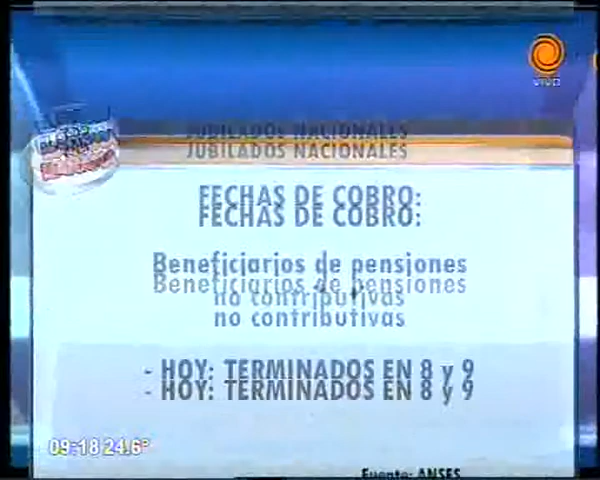 VIVO
JUBILADOS NACIONALES
FECHAS DE COBRO:
Beneficiarios de pensiones
no contributivas
- HOY: TERMINADOS EN 8 y 9
09:18 24.6°
Fuente: ANSES